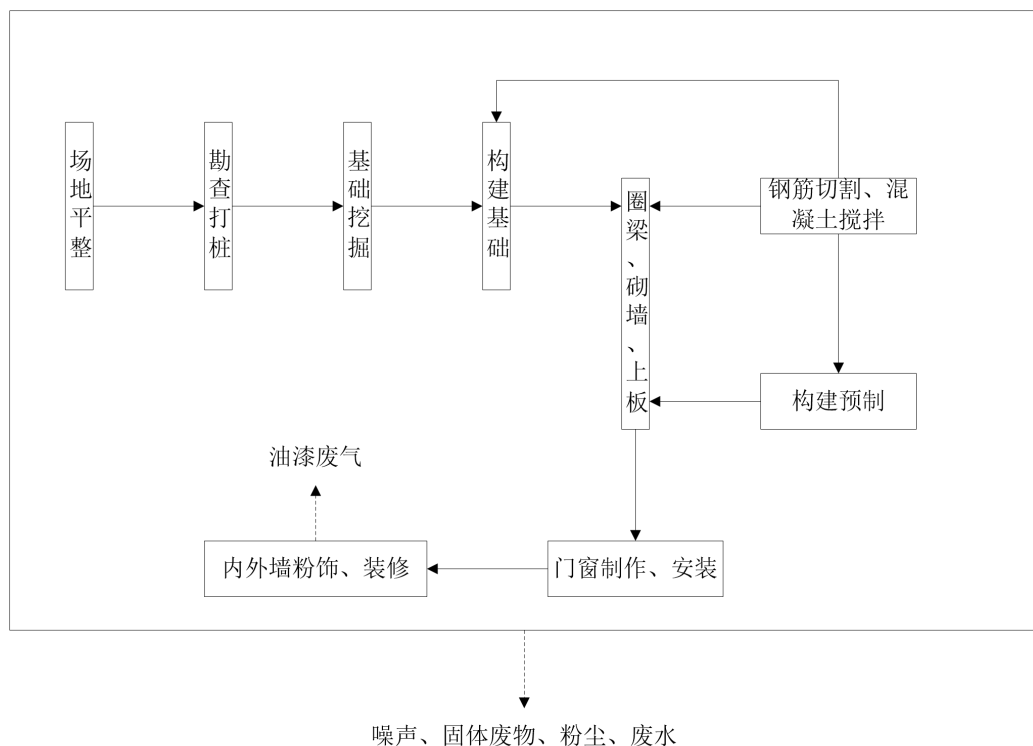 场地平整
勘查打桩
基础挖掘
构建基础
圈梁、砌墙、上板
钢筋切割、混
凝土搅拌
构建预制
油漆废气
内外墙粉饰、装修
门窗制作、安装
噪声、固体废物、粉尘、废水